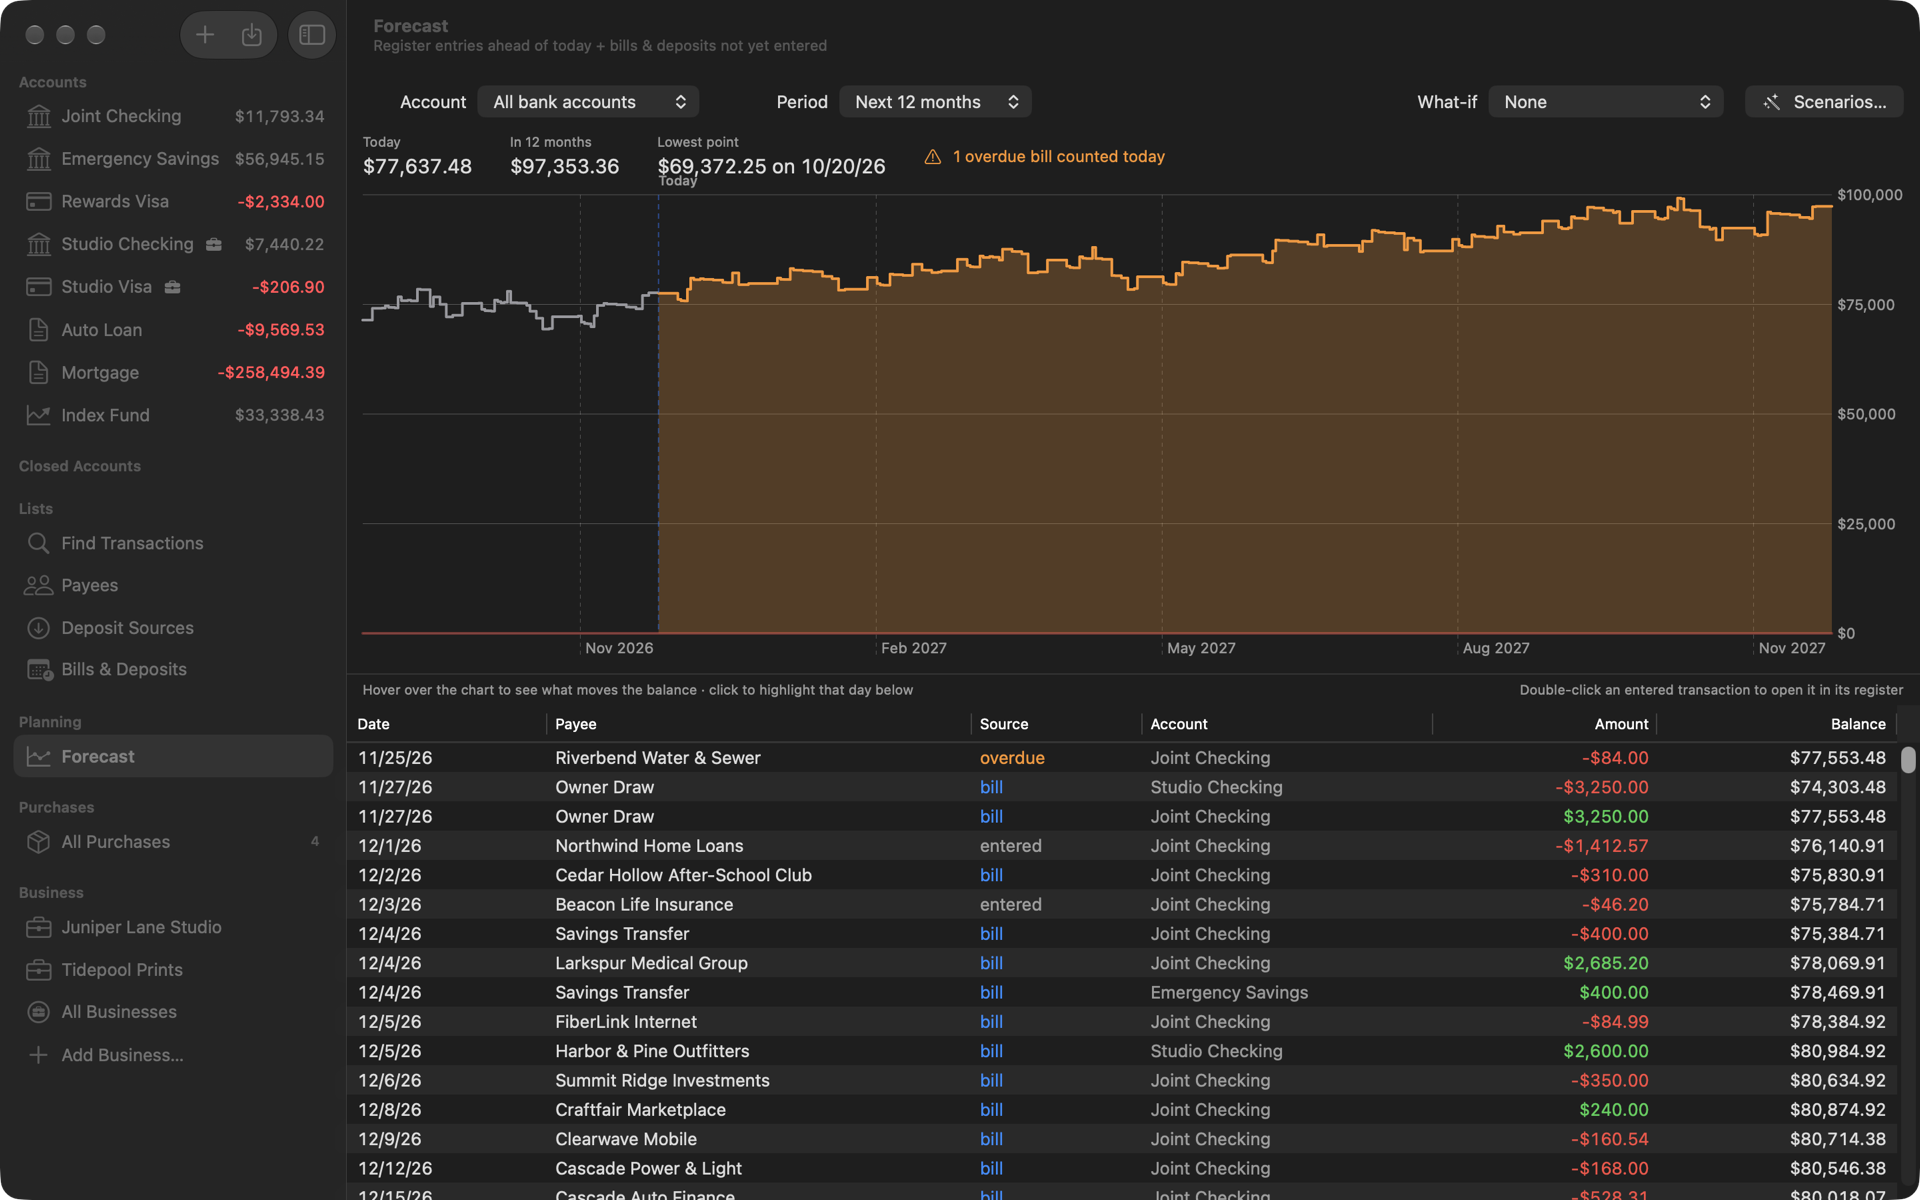 Forecast
Register entries ahead of today + bills & deposits not yet entered
Accounts
Joint Checking $11,793.34
Emergency Savings $56,945.15
Rewards Visa -$2,334.00
Studio Checking $7,440.22
Studio Visa -$206.90
Auto Loan -$9,569.53
Mortgage -$258,494.39
Index Fund $33,338.43
Closed Accounts
Lists
Find Transactions
Payees
Deposit Sources
Bills & Deposits
Planning
Forecast
Purchases
All Purchases 4
Business
Juniper Lane Studio
Tidepool Prints
All Businesses
Add Business...
Account All bank accounts Period Next 12 months What-if None Scenarios...
Today In 12 months Lowest point
$77,637.48 $97,353.36 $69,372.25 on 10/20/26 1 overdue bill counted today
Today
$100,000
$75,000
$50,000
$25,000
$0
Nov 2026 Feb 2027 May 2027 Aug 2027 Nov 2027
Hover over the chart to see what moves the balance · click to highlight that day below Double-click an entered transaction to open it in its register
Date Payee Source Account Amount Balance
11/25/26 Riverbend Water & Sewer overdue Joint Checking -$84.00 $77,553.48
11/27/26 Owner Draw bill Studio Checking -$3,250.00 $74,303.48
11/27/26 Owner Draw bill Joint Checking $3,250.00 $77,553.48
12/1/26 Northwind Home Loans entered Joint Checking -$1,412.57 $76,140.91
12/2/26 Cedar Hollow After-School Club bill Joint Checking -$310.00 $75,830.91
12/3/26 Beacon Life Insurance entered Joint Checking -$46.20 $75,784.71
12/4/26 Savings Transfer bill Joint Checking -$400.00 $75,384.71
12/4/26 Larkspur Medical Group bill Joint Checking $2,685.20 $78,069.91
12/4/26 Savings Transfer bill Emergency Savings $400.00 $78,469.91
12/5/26 FiberLink Internet bill Joint Checking -$84.99 $78,384.92
12/5/26 Harbor & Pine Outfitters bill Studio Checking $2,600.00 $80,984.92
12/6/26 Summit Ridge Investments bill Joint Checking -$350.00 $80,634.92
12/8/26 Craftfair Marketplace bill Joint Checking $240.00 $80,874.92
12/9/26 Clearwave Mobile bill Joint Checking -$160.54 $80,714.38
12/12/26 Cascade Power & Light bill Joint Checking -$168.00 $80,546.38
12/15/26 Cascade Auto Finance bill Joint Checking -$528.31 $80,018.07